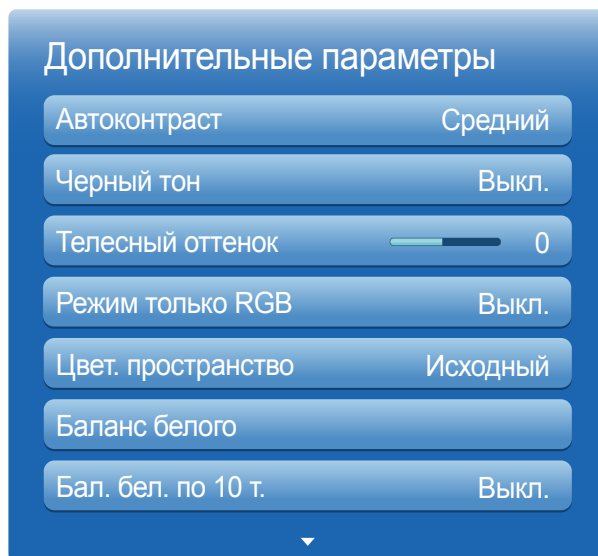 Дополнительные параметры
Автоконтраст Средний
Черный тон Выкл.
Телесный оттенок 0
Режим только RGB Выкл.
Цвет. пространство Исходный
Баланс белого
Бал. бел. по 10 т. Выкл.